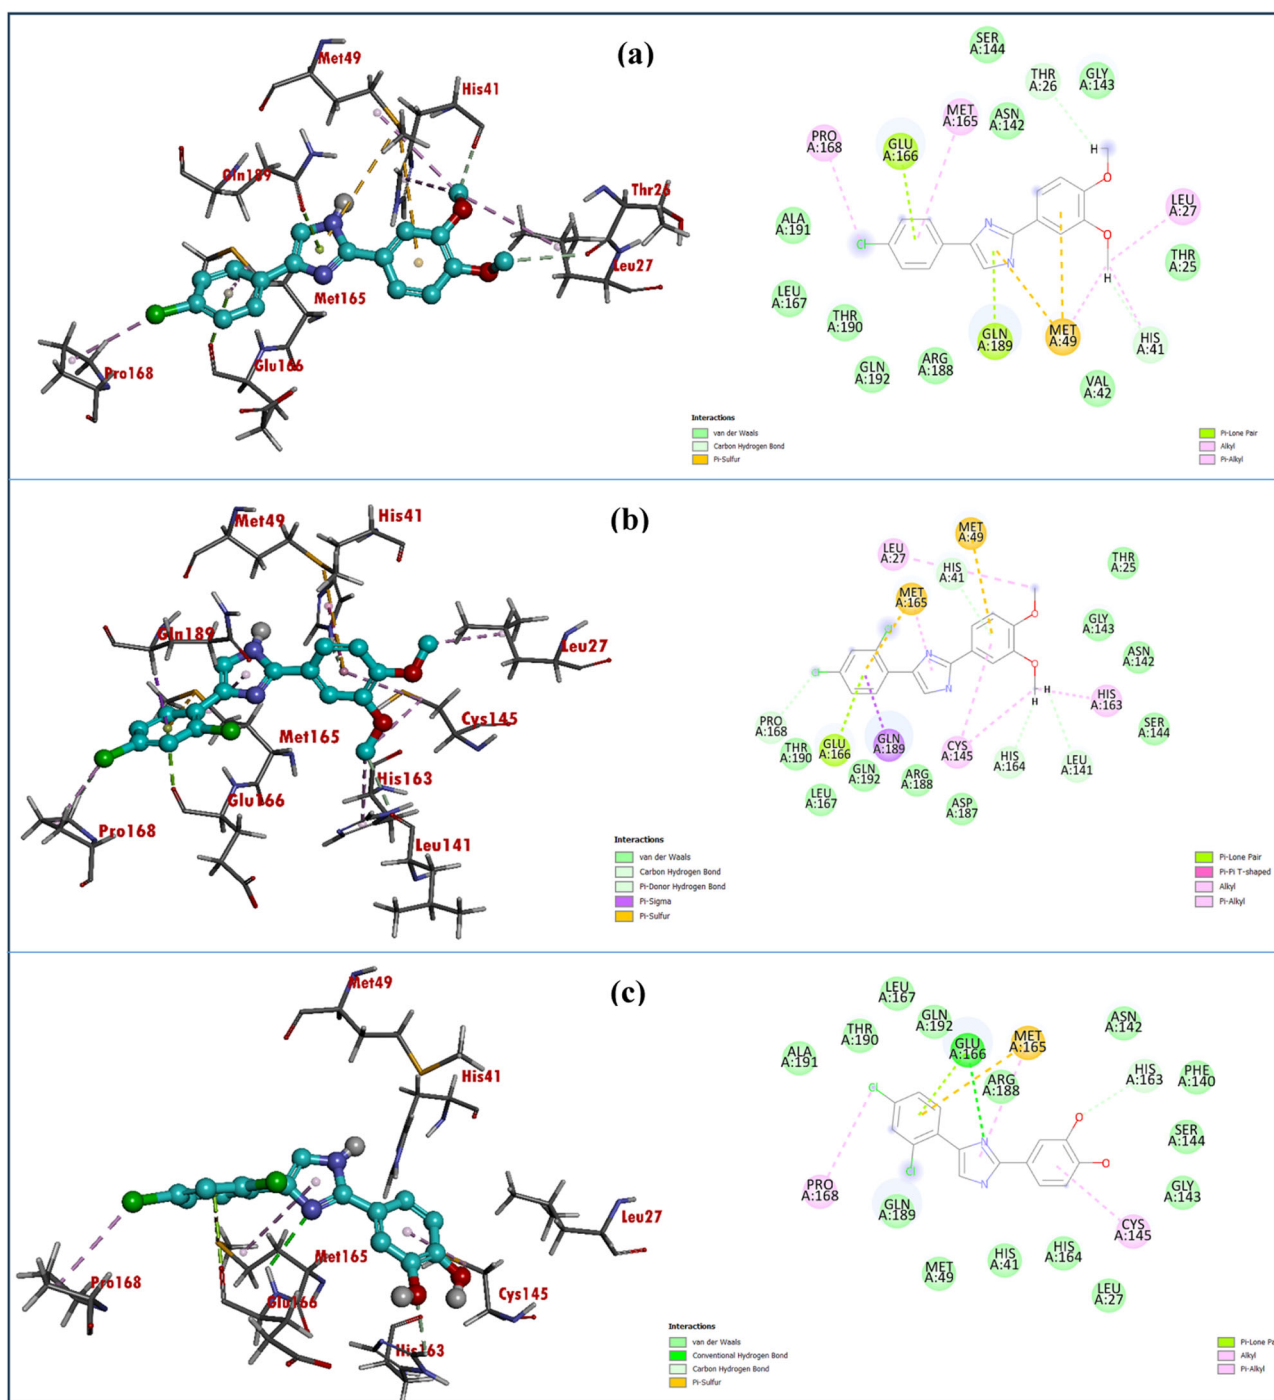 (a)
Met49
His41
Gln189
Thr26
Leu27
Met165
Pro168
Glu166
SER
A:144
THR
A:26
GLY
A:143
MET
A:165
ASN
A:142
PRO
A:168
GLU
A:166
H
O
LEU
A:27
N
ALA
A:191
Cl
O
THR
A:25
N
H
LEU
A:167
THR
A:190
GLN
A:189
MET
A:49
HIS
A:41
GLN
A:192
ARG
A:188
VAL
A:42
Interactions
van der Waals
Carbon Hydrogen Bond
Pi-Sulfur
Pi-Lone Pair
Alkyl
Pi-Alkyl
(b)
Met49
His41
Gln189
Leu27
Cys145
Met165
His163
Glu166
Pro168
Leu141
MET
A:49
LEU
A:27
HIS
A:41
THR
A:25
MET
A:165
O
GLY
A:143
Cl
N
ASN
A:142
O
Cl
N
H
H
HIS
A:163
PRO
A:168
THR
A:190
GLU
A:166
GLN
A:189
CYS
A:145
HIS
A:164
LEU
A:141
SER
A:144
GLN
A:192
ARG
A:188
LEU
A:167
ASP
A:187
Interactions
van der Waals
Carbon Hydrogen Bond
Pi-Donor Hydrogen Bond
Pi-Sigma
Pi-Sulfur
Pi-Lone Pair
Pi-Pi T-shaped
Alkyl
Pi-Alkyl
(c)
Met49
His41
Leu27
Met165
Pro168
Glu166
Cys145
His163
LEU
A:167
GLN
A:192
ASN
A:142
THR
A:190
GLU
A:166
MET
A:165
ALA
A:191
ARG
A:188
HIS
A:163
PHE
A:140
Cl
O
N
SER
A:144
Cl
O
N
PRO
A:168
GLN
A:189
GLY
A:143
CYS
A:145
MET
A:49
HIS
A:41
HIS
A:164
LEU
A:27
Interactions
van der Waals
Conventional Hydrogen Bond
Carbon Hydrogen Bond
Pi-Sulfur
Pi-Lone Pa
Alkyl
Pi-Alkyl